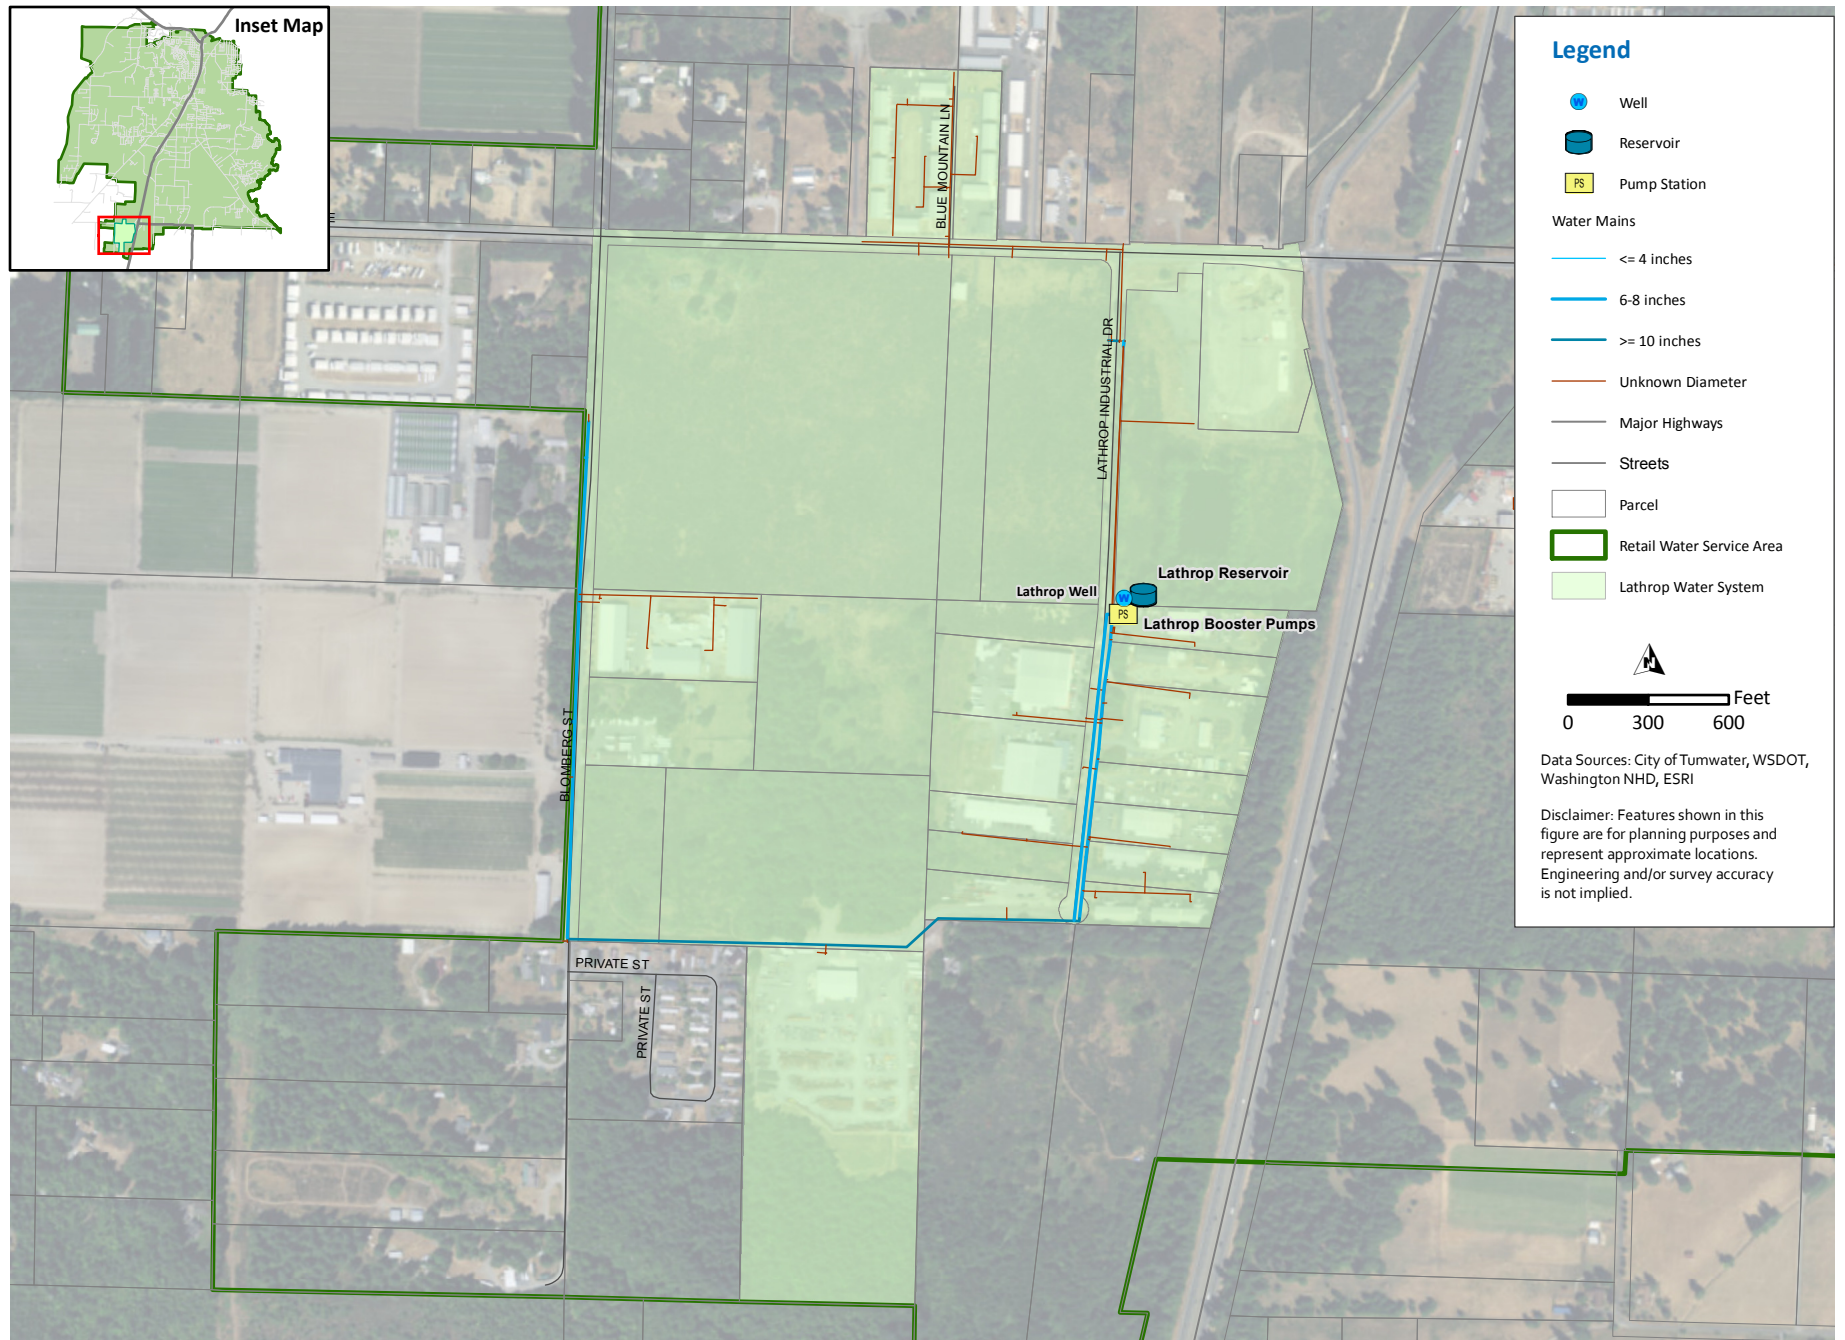 Inset Map
E
BLUE MOUNTAIN LN
LATHROP INDUSTRIAL DR
Lathrop Reservoir
Lathrop Well
W
PS
Lathrop Booster Pumps
BLOMBERG ST
PRIVATE ST
PRIVATE ST
Legend
W
Well
Reservoir
PS
Pump Station
Water Mains
<= 4 inches
6-8 inches
>= 10 inches
Unknown Diameter
Major Highways
Streets
Parcel
Retail Water Service Area
Lathrop Water System
N
Feet
0 300 600
Data Sources: City of Tumwater, WSDOT,
Washington NHD, ESRI
Disclaimer: Features shown in this
figure are for planning purposes and
represent approximate locations.
Engineering and/or survey accuracy
is not implied.